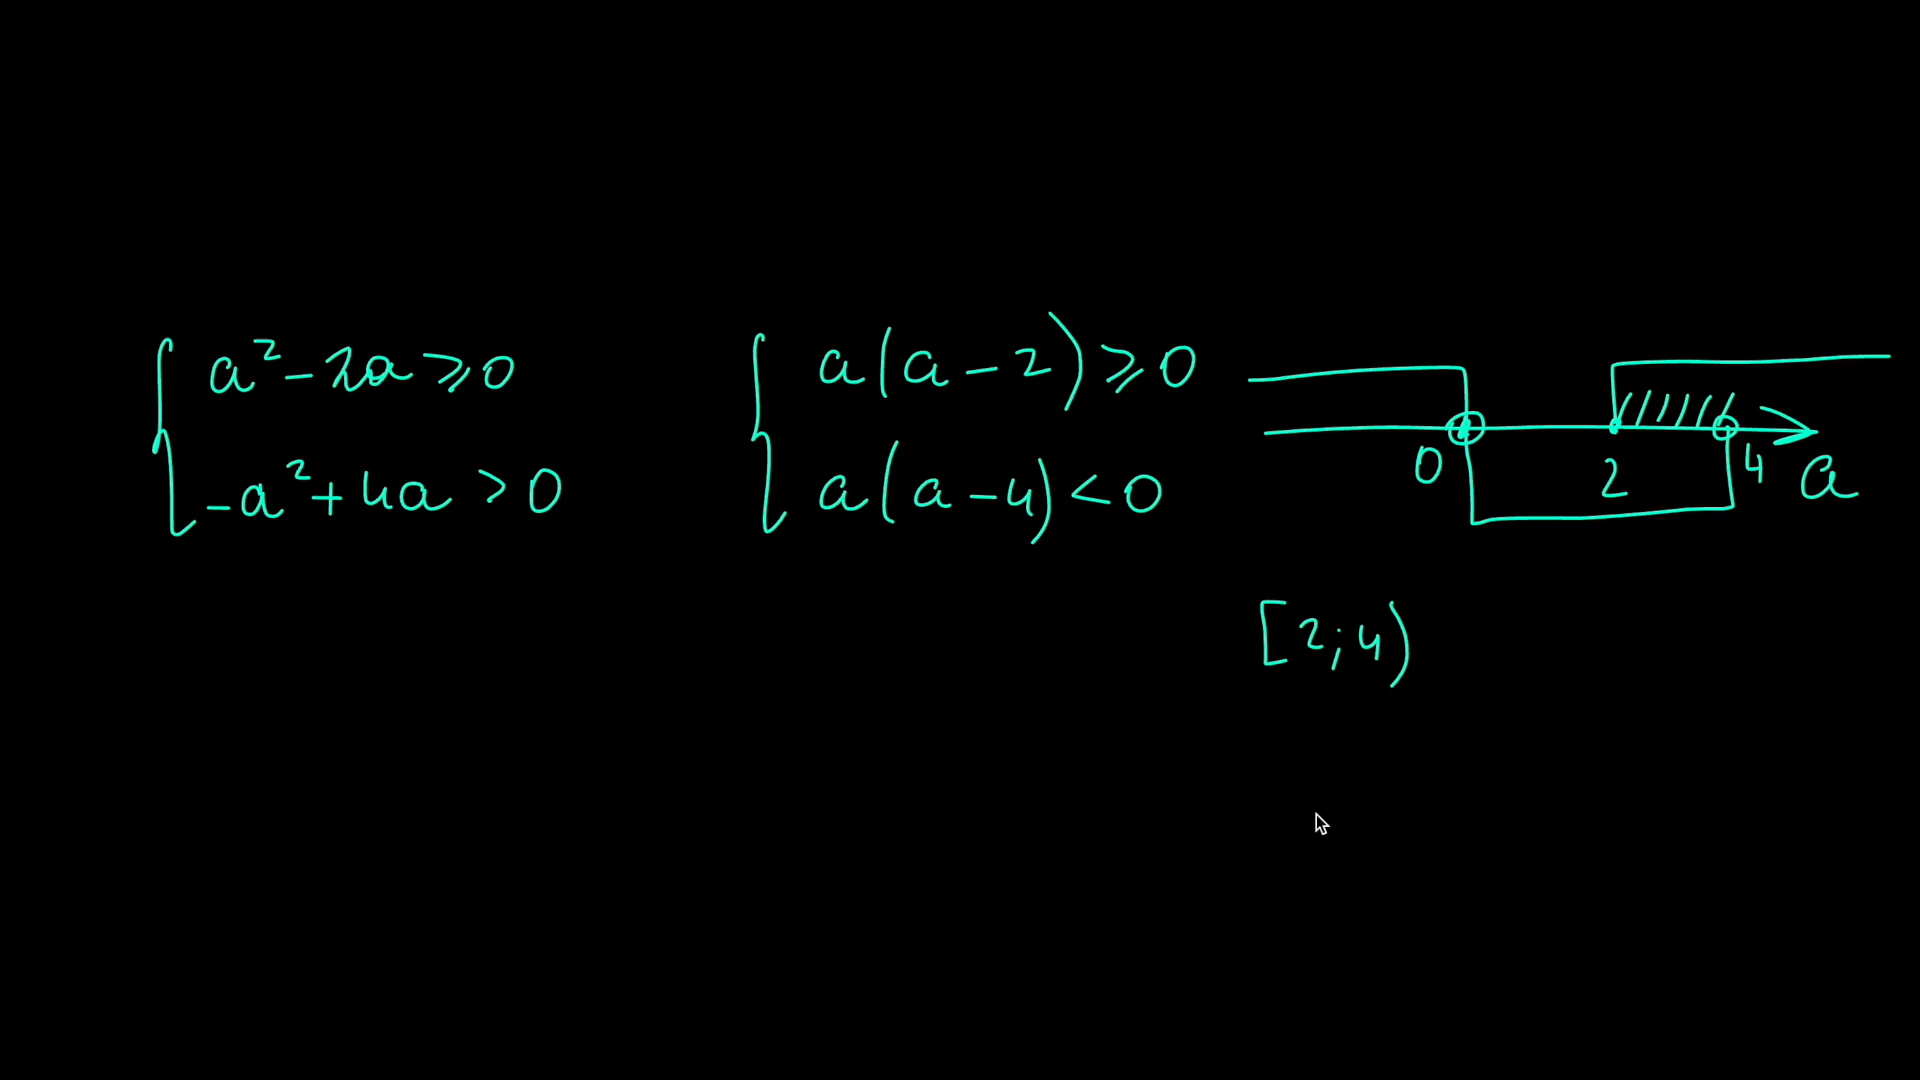 a² - 2a ⩾ 0
-a² + 4a > 0
a(a - 2) ⩾ 0
a(a - 4) < 0
0 2 4 a
[2; 4)